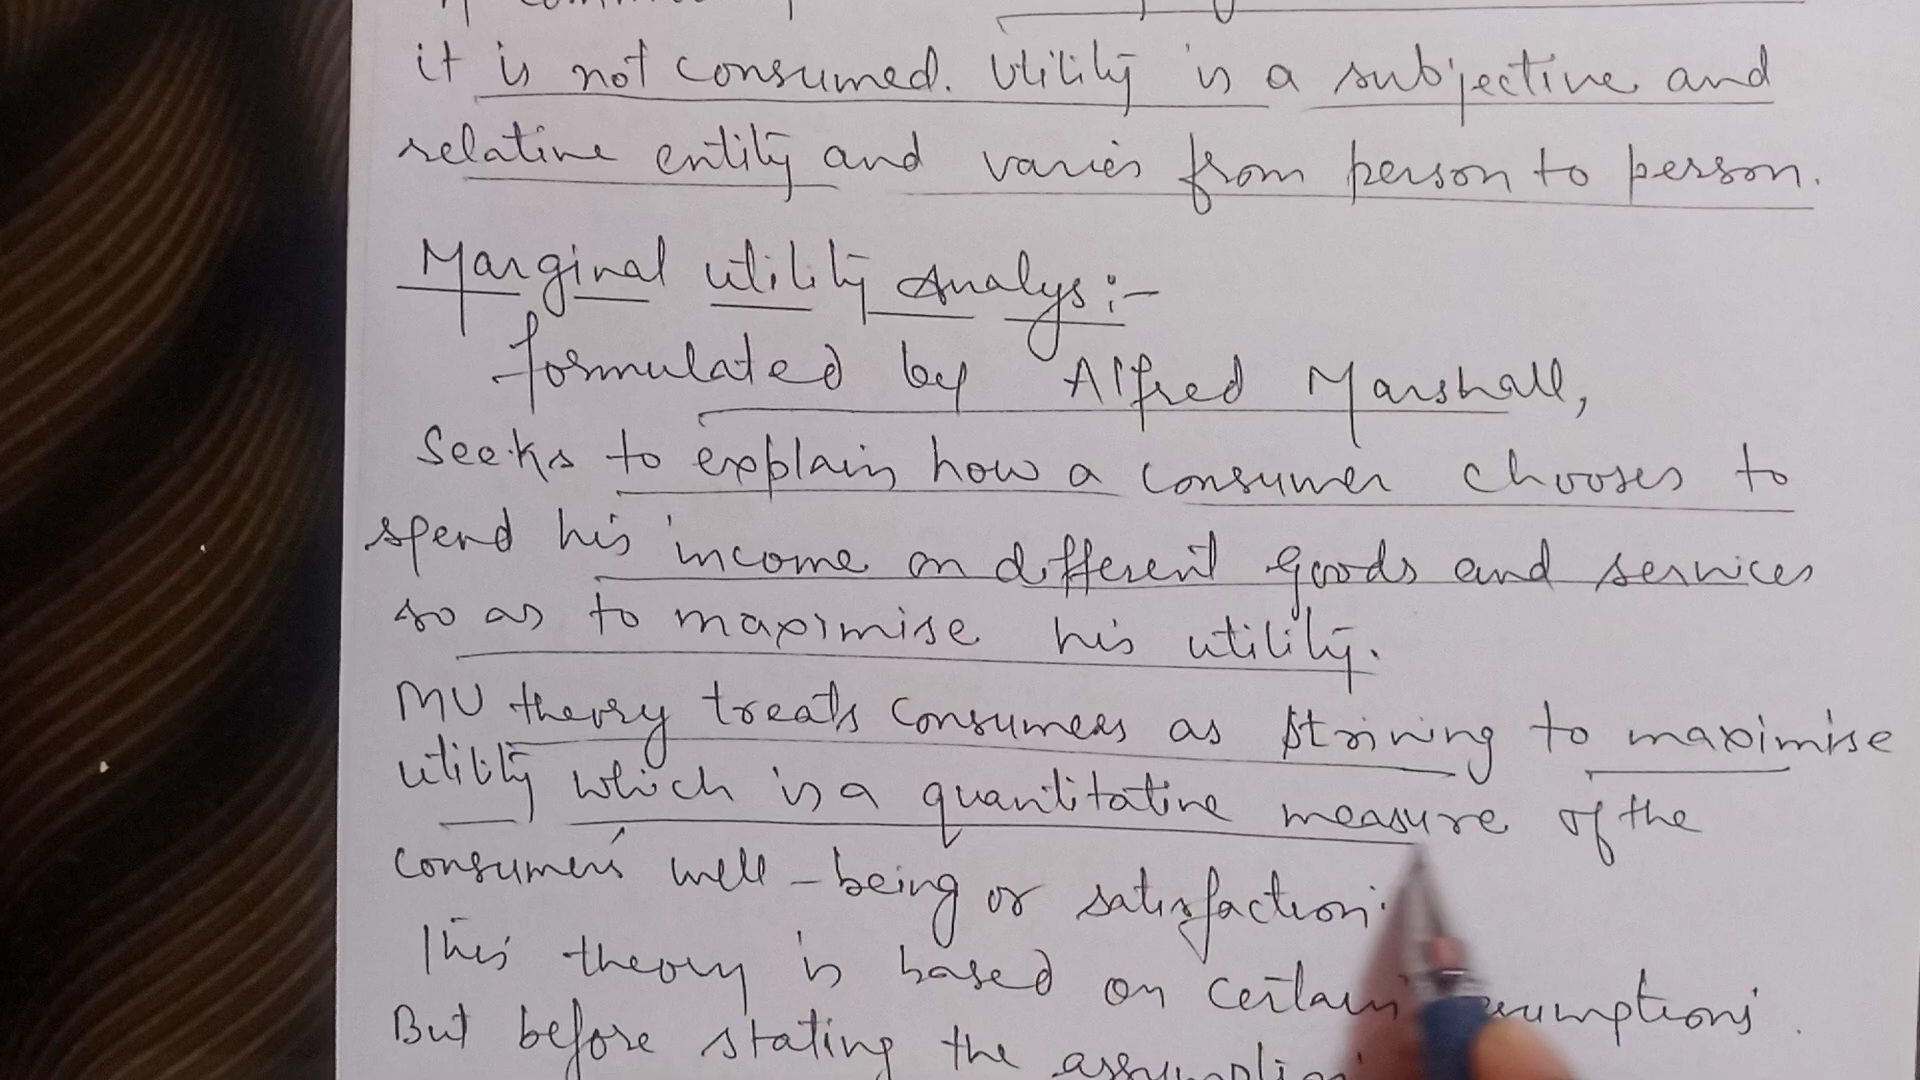 it is not consumed. Utility is a subjective and
relative entity and varies from person to person.
Marginal utility Analys:-
formulated by Alfred Marshall,
Seeks to explain how a consumer chooses to
spend his income on different goods and services
so as to maximise his utility.
MU theory treats consumers as striving to maximise
utility which is a quantitative measure of the
consumer's well-being or satisfaction.
This theory is based on certain
But before stating the